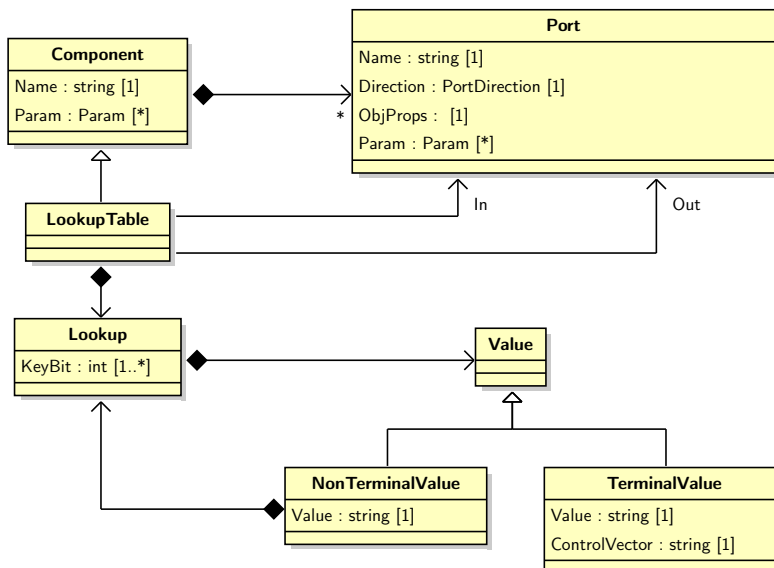 Component
Name : string [1]
Param : Param [*]
Port
Name : string [1]
Direction : PortDirection [1]
ObjProps :  [1]
Param : Param [*]
*
In
Out
LookupTable
Lookup
KeyBit : int [1..*]
Value
NonTerminalValue
Value : string [1]
TerminalValue
Value : string [1]
ControlVector : string [1]